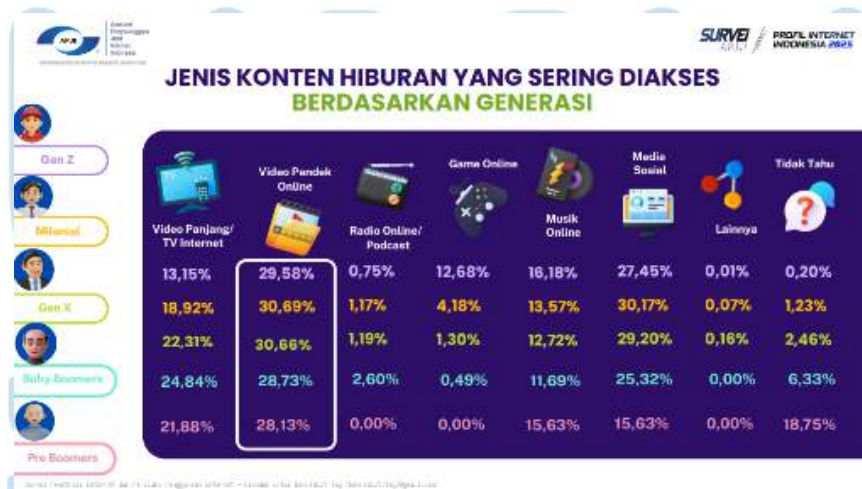 APJII
SURVEI
APJII
PROFIL INTERNET
INDONESIA 2025
JENIS KONTEN HIBURAN YANG SERING DIAKSES
BERDASARKAN GENERASI
Gen Z
Milenial
Gen X
Baby Boomers
Pre Boomers
Video Panjang/
TV Internet
Video Pendek
Online
Radio Online/
Podcast
Game Online
Musik
Online
Media
Sosial
Lainnya
Tidak Tahu
13,15% 29,58% 0,75% 12,68% 16,18% 27,45% 0,01% 0,20%
18,92% 30,69% 1,17% 4,18% 13,57% 30,17% 0,07% 1,23%
22,31% 30,66% 1,19% 1,30% 12,72% 29,20% 0,16% 2,46%
24,84% 28,73% 2,60% 0,49% 11,69% 25,32% 0,00% 6,33%
21,88% 28,13% 0,00% 0,00% 15,63% 15,63% 0,00% 18,75%